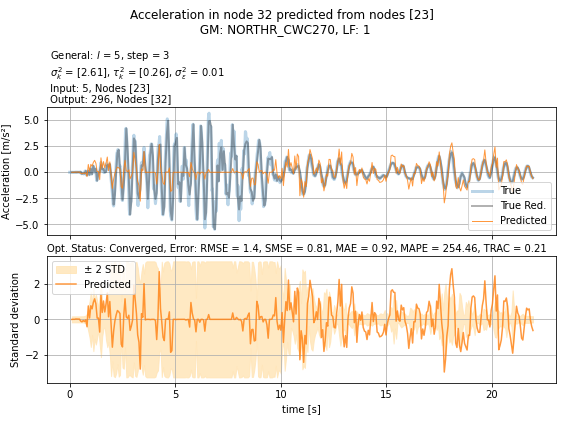 Acceleration in node 32 predicted from nodes [23]
GM: NORTHR_CWC270, LF: 1
General: l = 5, step = 3
σ²ₖ = [2.61], τ²ₖ = [0.26], σ²ε = 0.01
Input: 5, Nodes [23]
Output: 296, Nodes [32]
Acceleration [m/s²]
5.0
2.5
0.0
−2.5
−5.0
True
True Red.
Predicted
Opt. Status: Converged, Error: RMSE = 1.4, SMSE = 0.81, MAE = 0.92, MAPE = 254.46, TRAC = 0.21
Standard deviation
2
0
−2
± 2 STD
Predicted
0
5
10
15
20
time [s]